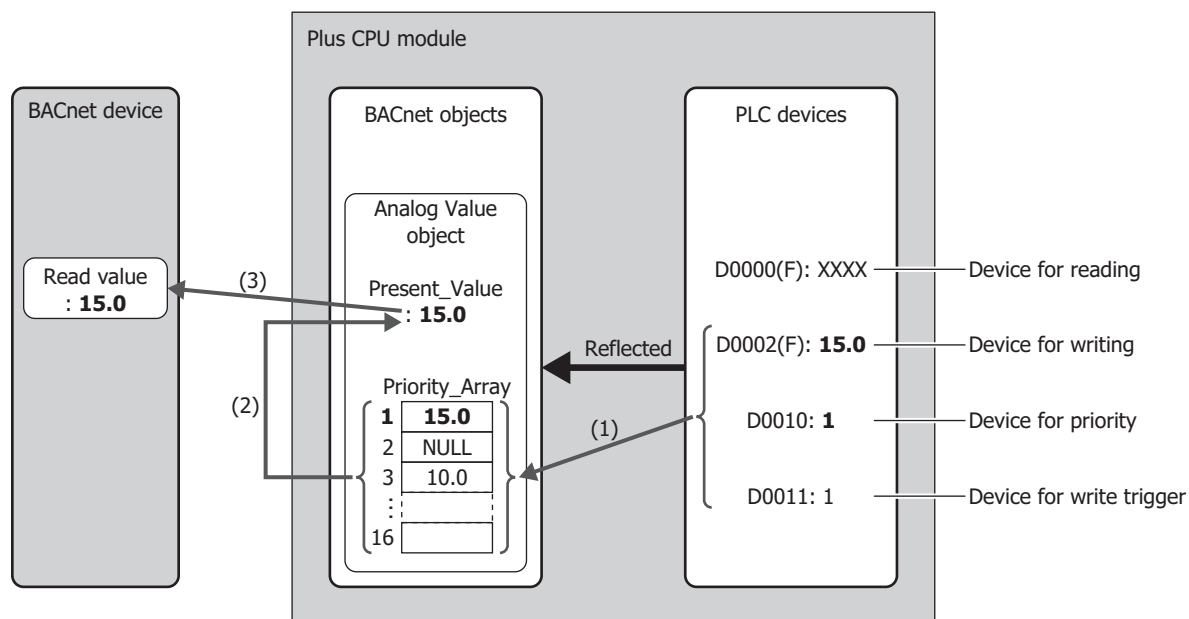 Plus CPU module
BACnet device
BACnet objects
PLC devices
Analog Value
object
Read value
: 15.0
(3)
Present_Value
: 15.0
D0000(F): XXXX
Device for reading
Reflected
D0002(F): 15.0
Device for writing
Priority_Array
(2)
1 15.0
(1)
D0010: 1
Device for priority
2 NULL
3 10.0
:
D0011: 1
Device for write trigger
16